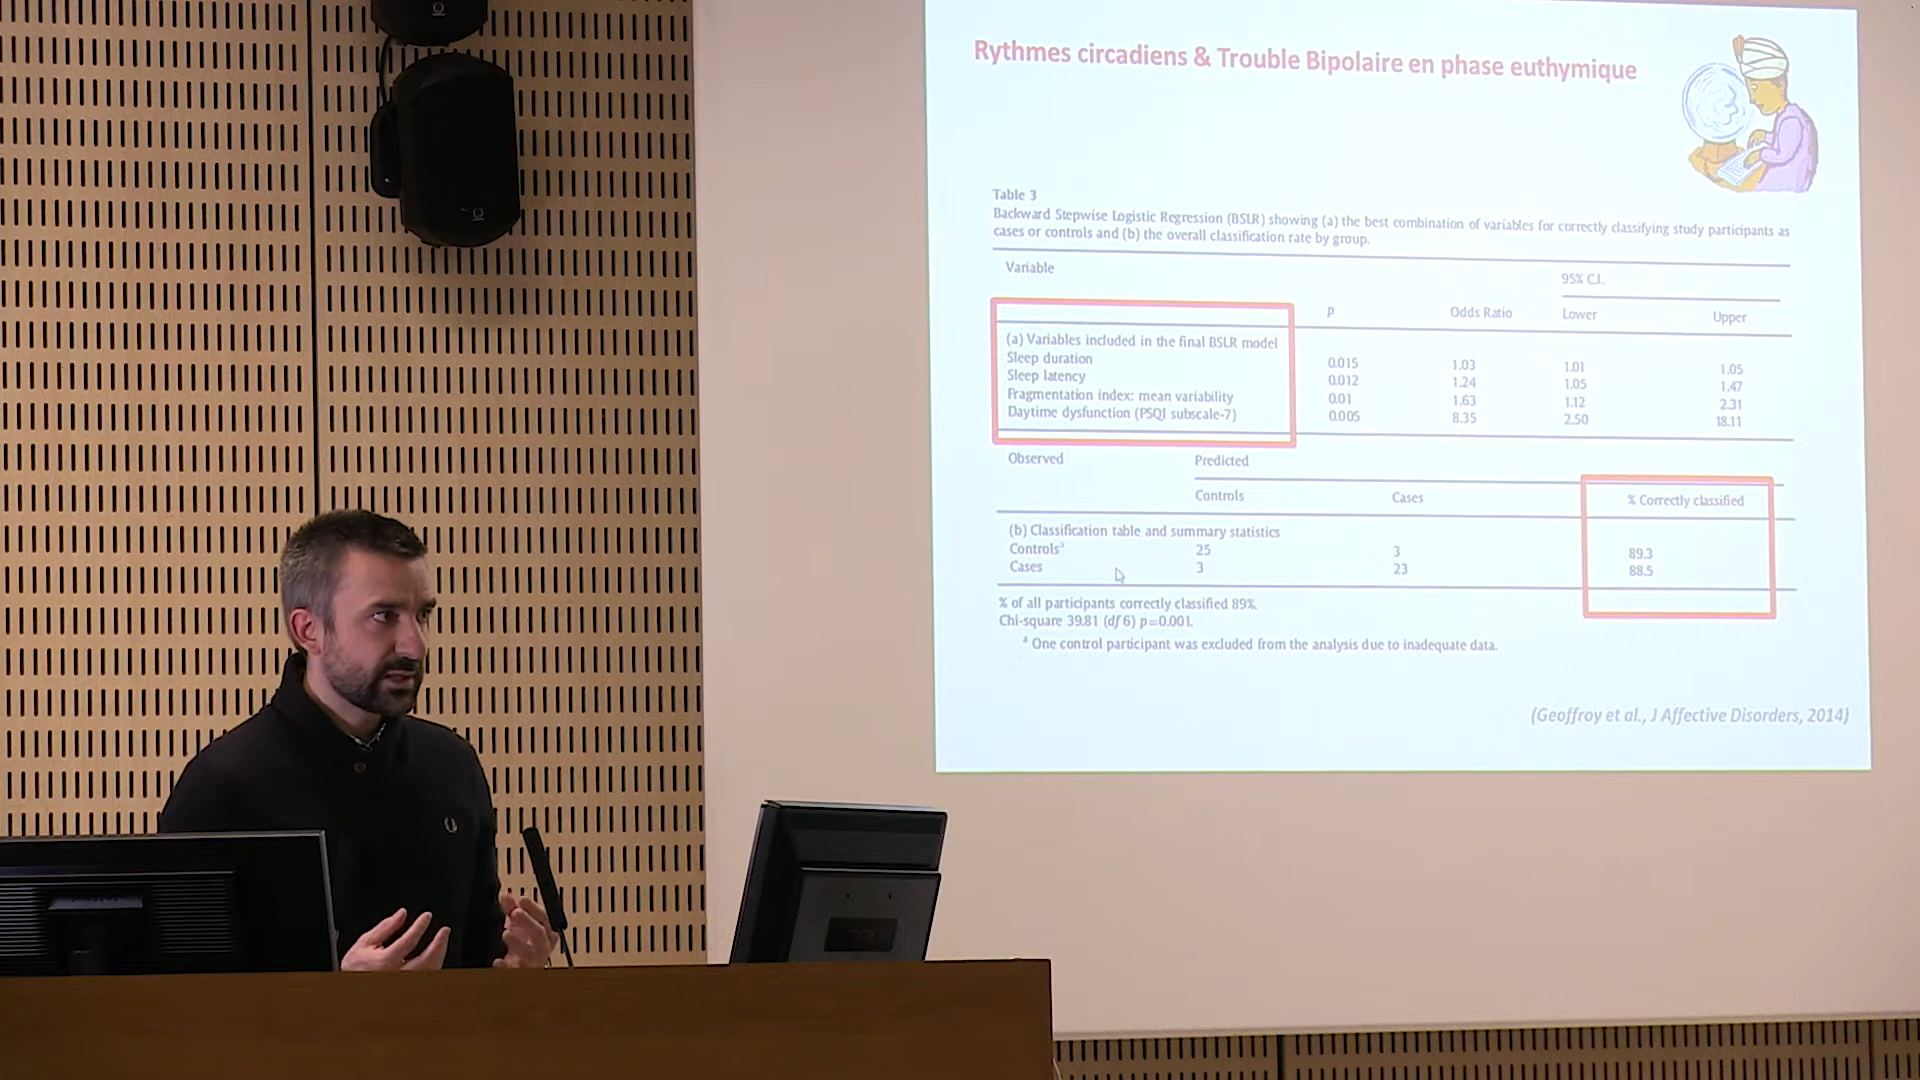 Rythmes circadiens & Trouble Bipolaire en phase euthymique
Table 3
Backward Stepwise Logistic Regression (BSLR) showing (a) the best combination of variables for correctly classifying study participants as
cases or controls and (b) the overall classification rate by group.
Variable
95% C.I.
p Odds Ratio Lower Upper
(a) Variables included in the final BSLR model
Sleep duration 0.015 1.03 1.01 1.05
Sleep latency 0.012 1.24 1.05 1.47
Fragmentation index: mean variability 0.01 1.63 1.12 2.31
Daytime dysfunction (PSQI subscale-7) 0.005 8.35 2.50 18.11
Observed Predicted
Controls Cases % Correctly classified
(b) Classification table and summary statistics
Controlsª 25 3 89.3
Cases 3 23 88.5
% of all participants correctly classified 89%.
Chi-square 39.81 (df 6) p=0.001.
ª One control participant was excluded from the analysis due to inadequate data.
(Geoffroy et al., J Affective Disorders, 2014)